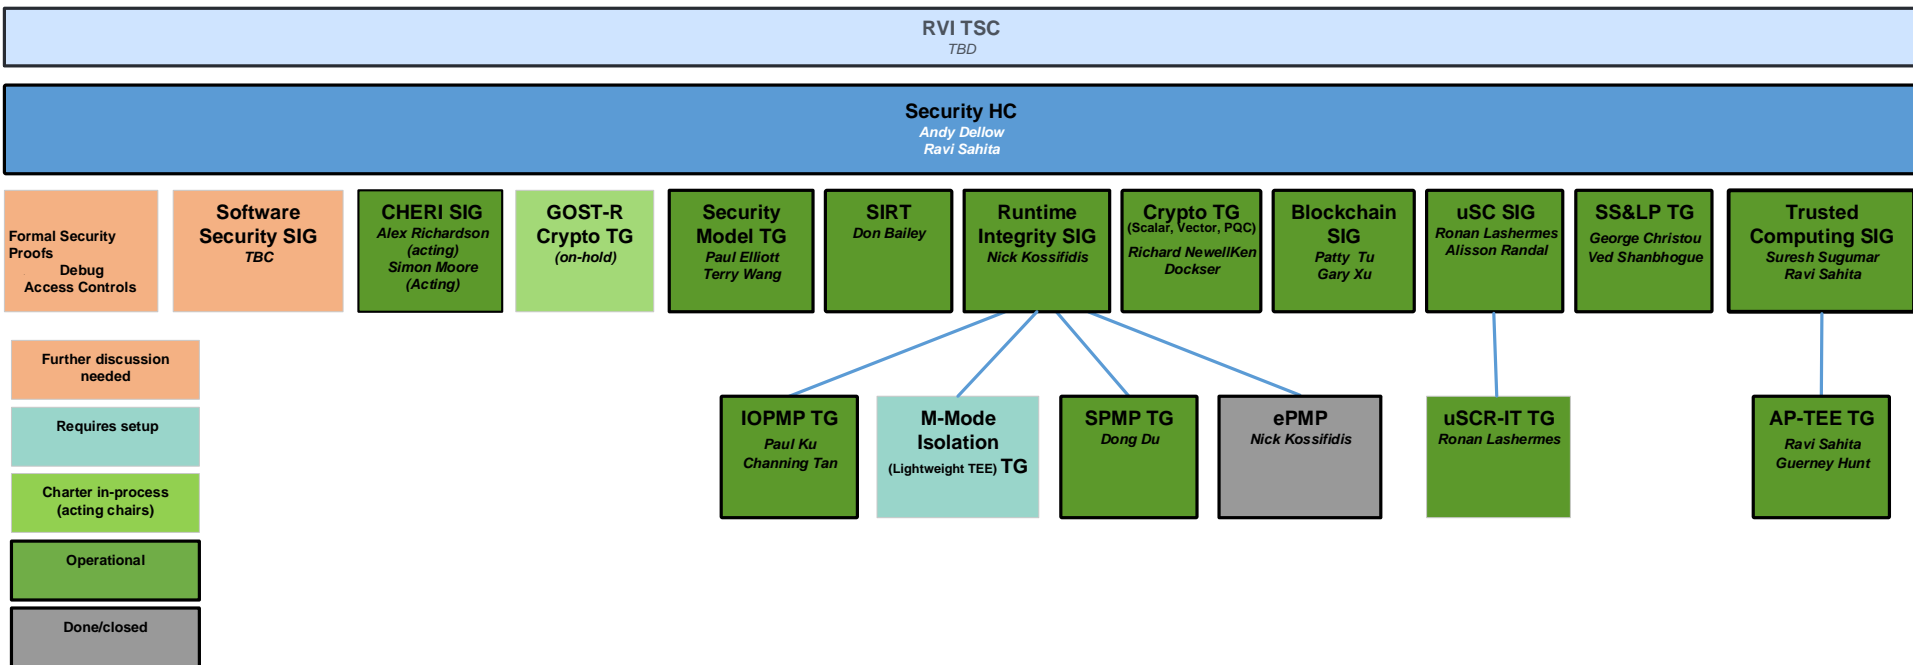 RVI TSC
TBD
Security HC
Andy Dellow
Ravi Sahita
Formal Security
Proofs
Debug
Access Controls
Software
Security SIG
TBC
CHERI SIG
Alex Richardson
(acting)
Simon Moore
(Acting)
GOST-R
Crypto TG
(on-hold)
Security
Model TG
Paul Elliott
Terry Wang
SIRT
Don Bailey
Runtime
Integrity SIG
Nick Kossifidis
Crypto TG
(Scalar, Vector, PQC)
Richard NewellKen
Dockser
Blockchain
SIG
Patty Tu
Gary Xu
uSC SIG
Ronan Lashermes
Alisson Randal
SS&LP TG
George Christou
Ved Shanbhogue
Trusted
Computing SIG
Suresh Sugumar
Ravi Sahita
Further discussion
needed
Requires setup
Charter in-process
(acting chairs)
Operational
Done/closed
IOPMP TG
Paul Ku
Channing Tan
M-Mode
Isolation
(Lightweight TEE) TG
SPMP TG
Dong Du
ePMP
Nick Kossifidis
uSCR-IT TG
Ronan Lashermes
AP-TEE TG
Ravi Sahita
Guerney Hunt